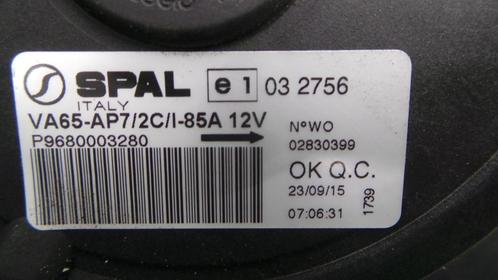 SPAL e1 03 2756
ITALY
VA65-AP7/2C/I-85A 12V
P9680003280
N°WO
02830399
OK Q.C.
23/09/15
07:06:31
1739